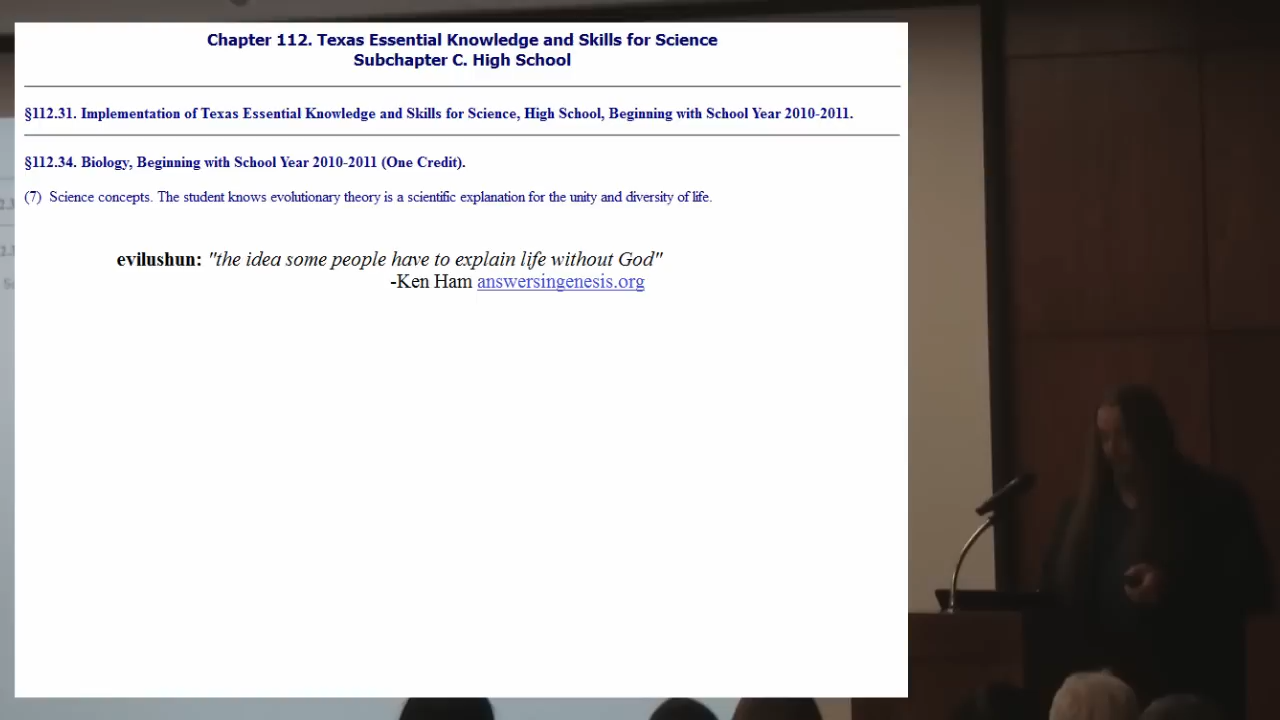 Chapter 112. Texas Essential Knowledge and Skills for Science
Subchapter C. High School
§112.31. Implementation of Texas Essential Knowledge and Skills for Science, High School, Beginning with School Year 2010-2011.
§112.34. Biology, Beginning with School Year 2010-2011 (One Credit).
(7) Science concepts. The student knows evolutionary theory is a scientific explanation for the unity and diversity of life.
evilushun: "the idea some people have to explain life without God"
-Ken Ham answersingenesis.org